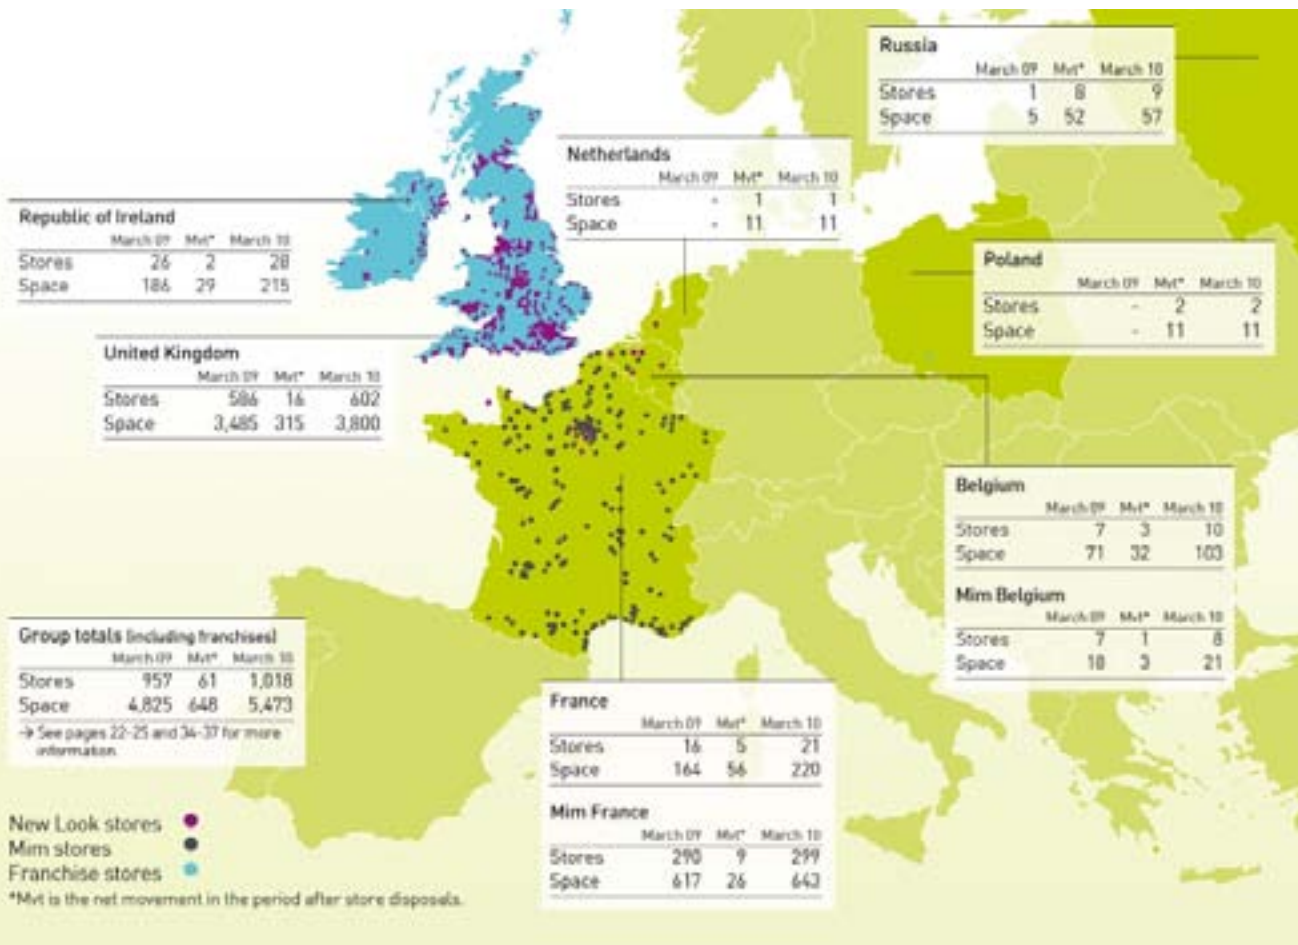 Russia
March 09 Mvt* March 10
Stores 1 8 9
Space 5 52 57
Netherlands
March 09 Mvt* March 10
Stores - 1 1
Space - 11 11
Republic of Ireland
March 09 Mvt* March 10
Stores 26 2 28
Space 186 29 215
Poland
March 09 Mvt* March 10
Stores - 2 2
Space - 11 11
United Kingdom
March 09 Mvt* March 10
Stores 586 16 602
Space 3,485 315 3,800
Belgium
March 09 Mvt* March 10
Stores 7 3 10
Space 71 32 103
Mim Belgium
March 09 Mvt* March 10
Stores 7 1 8
Space 18 3 21
Group totals (including franchises)
March 09 Mvt* March 10
Stores 957 61 1,018
Space 4,825 648 5,473
→ See pages 22-25 and 34-37 for more
information.
France
March 09 Mvt* March 10
Stores 16 5 21
Space 164 56 220
Mim France
March 09 Mvt* March 10
Stores 290 9 299
Space 617 26 643
New Look stores
Mim stores
Franchise stores
*Mvt is the net movement in the period after store disposals.